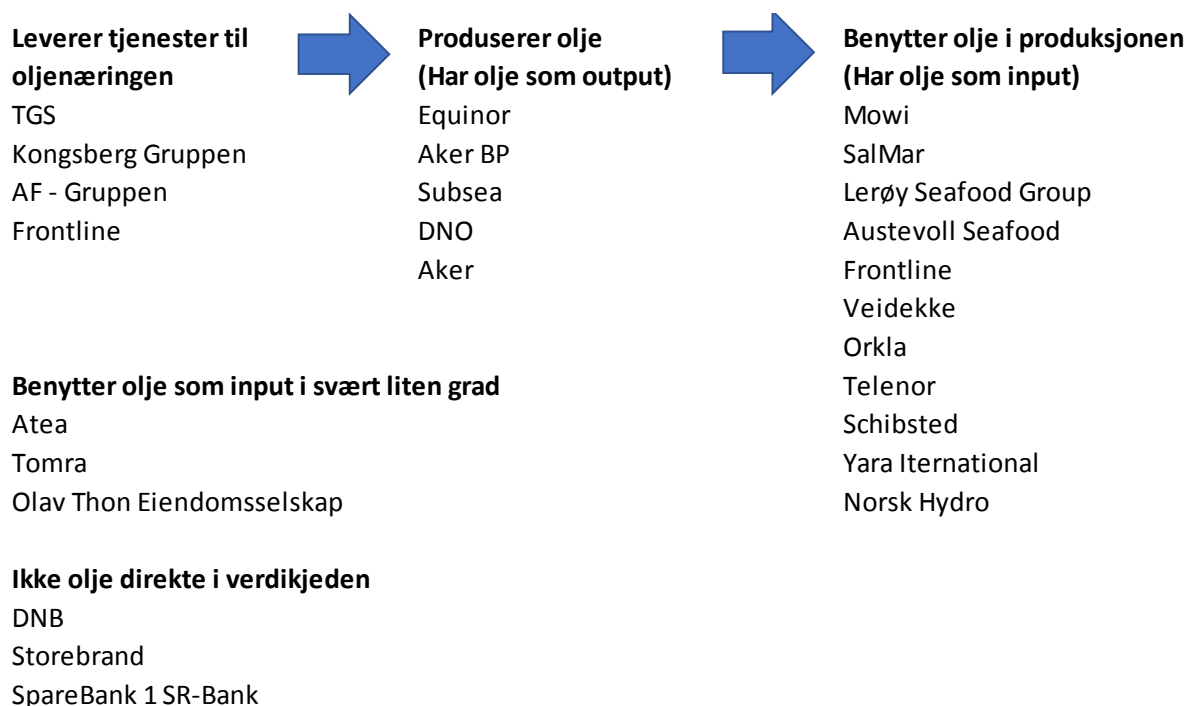 Leverer tjenester til
oljenæringen
TGS
Kongsberg Gruppen
AF - Gruppen
Frontline
Produserer olje
(Har olje som output)
Equinor
Aker BP
Subsea
DNO
Aker
Benytter olje i produksjonen
(Har olje som input)
Mowi
SalMar
Lerøy Seafood Group
Austevoll Seafood
Frontline
Veidekke
Orkla
Telenor
Schibsted
Yara Iternational
Norsk Hydro
Benytter olje som input i svært liten grad
Atea
Tomra
Olav Thon Eiendomsselskap
Ikke olje direkte i verdikjeden
DNB
Storebrand
SpareBank 1 SR-Bank